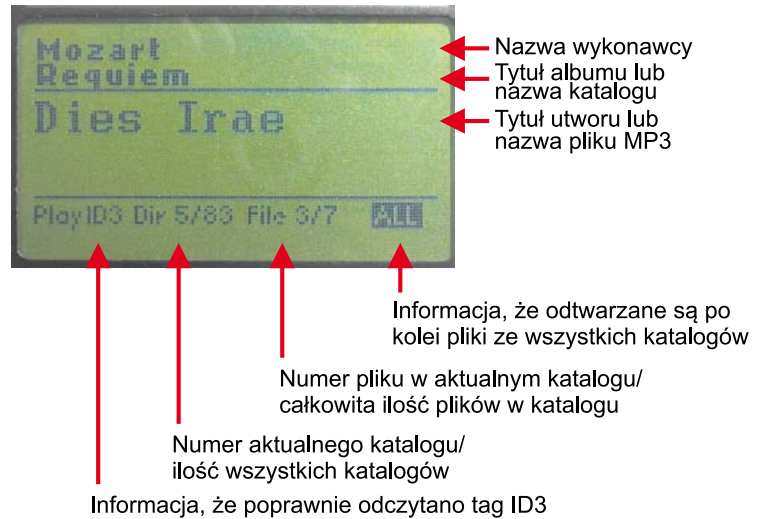 Mozart
Requiem
Dies Irae
PlayID3 Dir 5/83 File 3/7 ALL
Nazwa wykonawcy
Tytuł albumu lub
nazwa katalogu
Tytuł utworu lub
nazwa pliku MP3
Informacja, że odtwarzane są po
kolei pliki ze wszystkich katalogów
Numer pliku w aktualnym katalogu/
całkowita ilość plików w katalogu
Numer aktualnego katalogu/
ilość wszystkich katalogów
Informacja, że poprawnie odczytano tag ID3